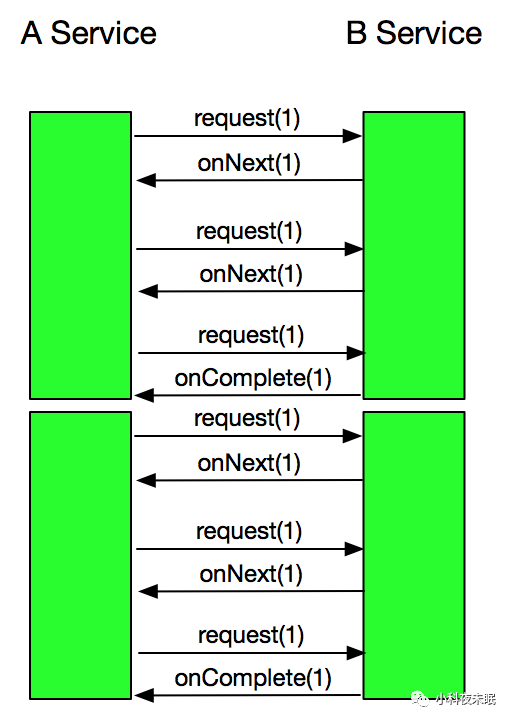 A Service
B Service
request(1)
onNext(1)
request(1)
onNext(1)
request(1)
onComplete(1)
request(1)
onNext(1)
request(1)
onNext(1)
request(1)
onComplete(1)
小科夜未眠